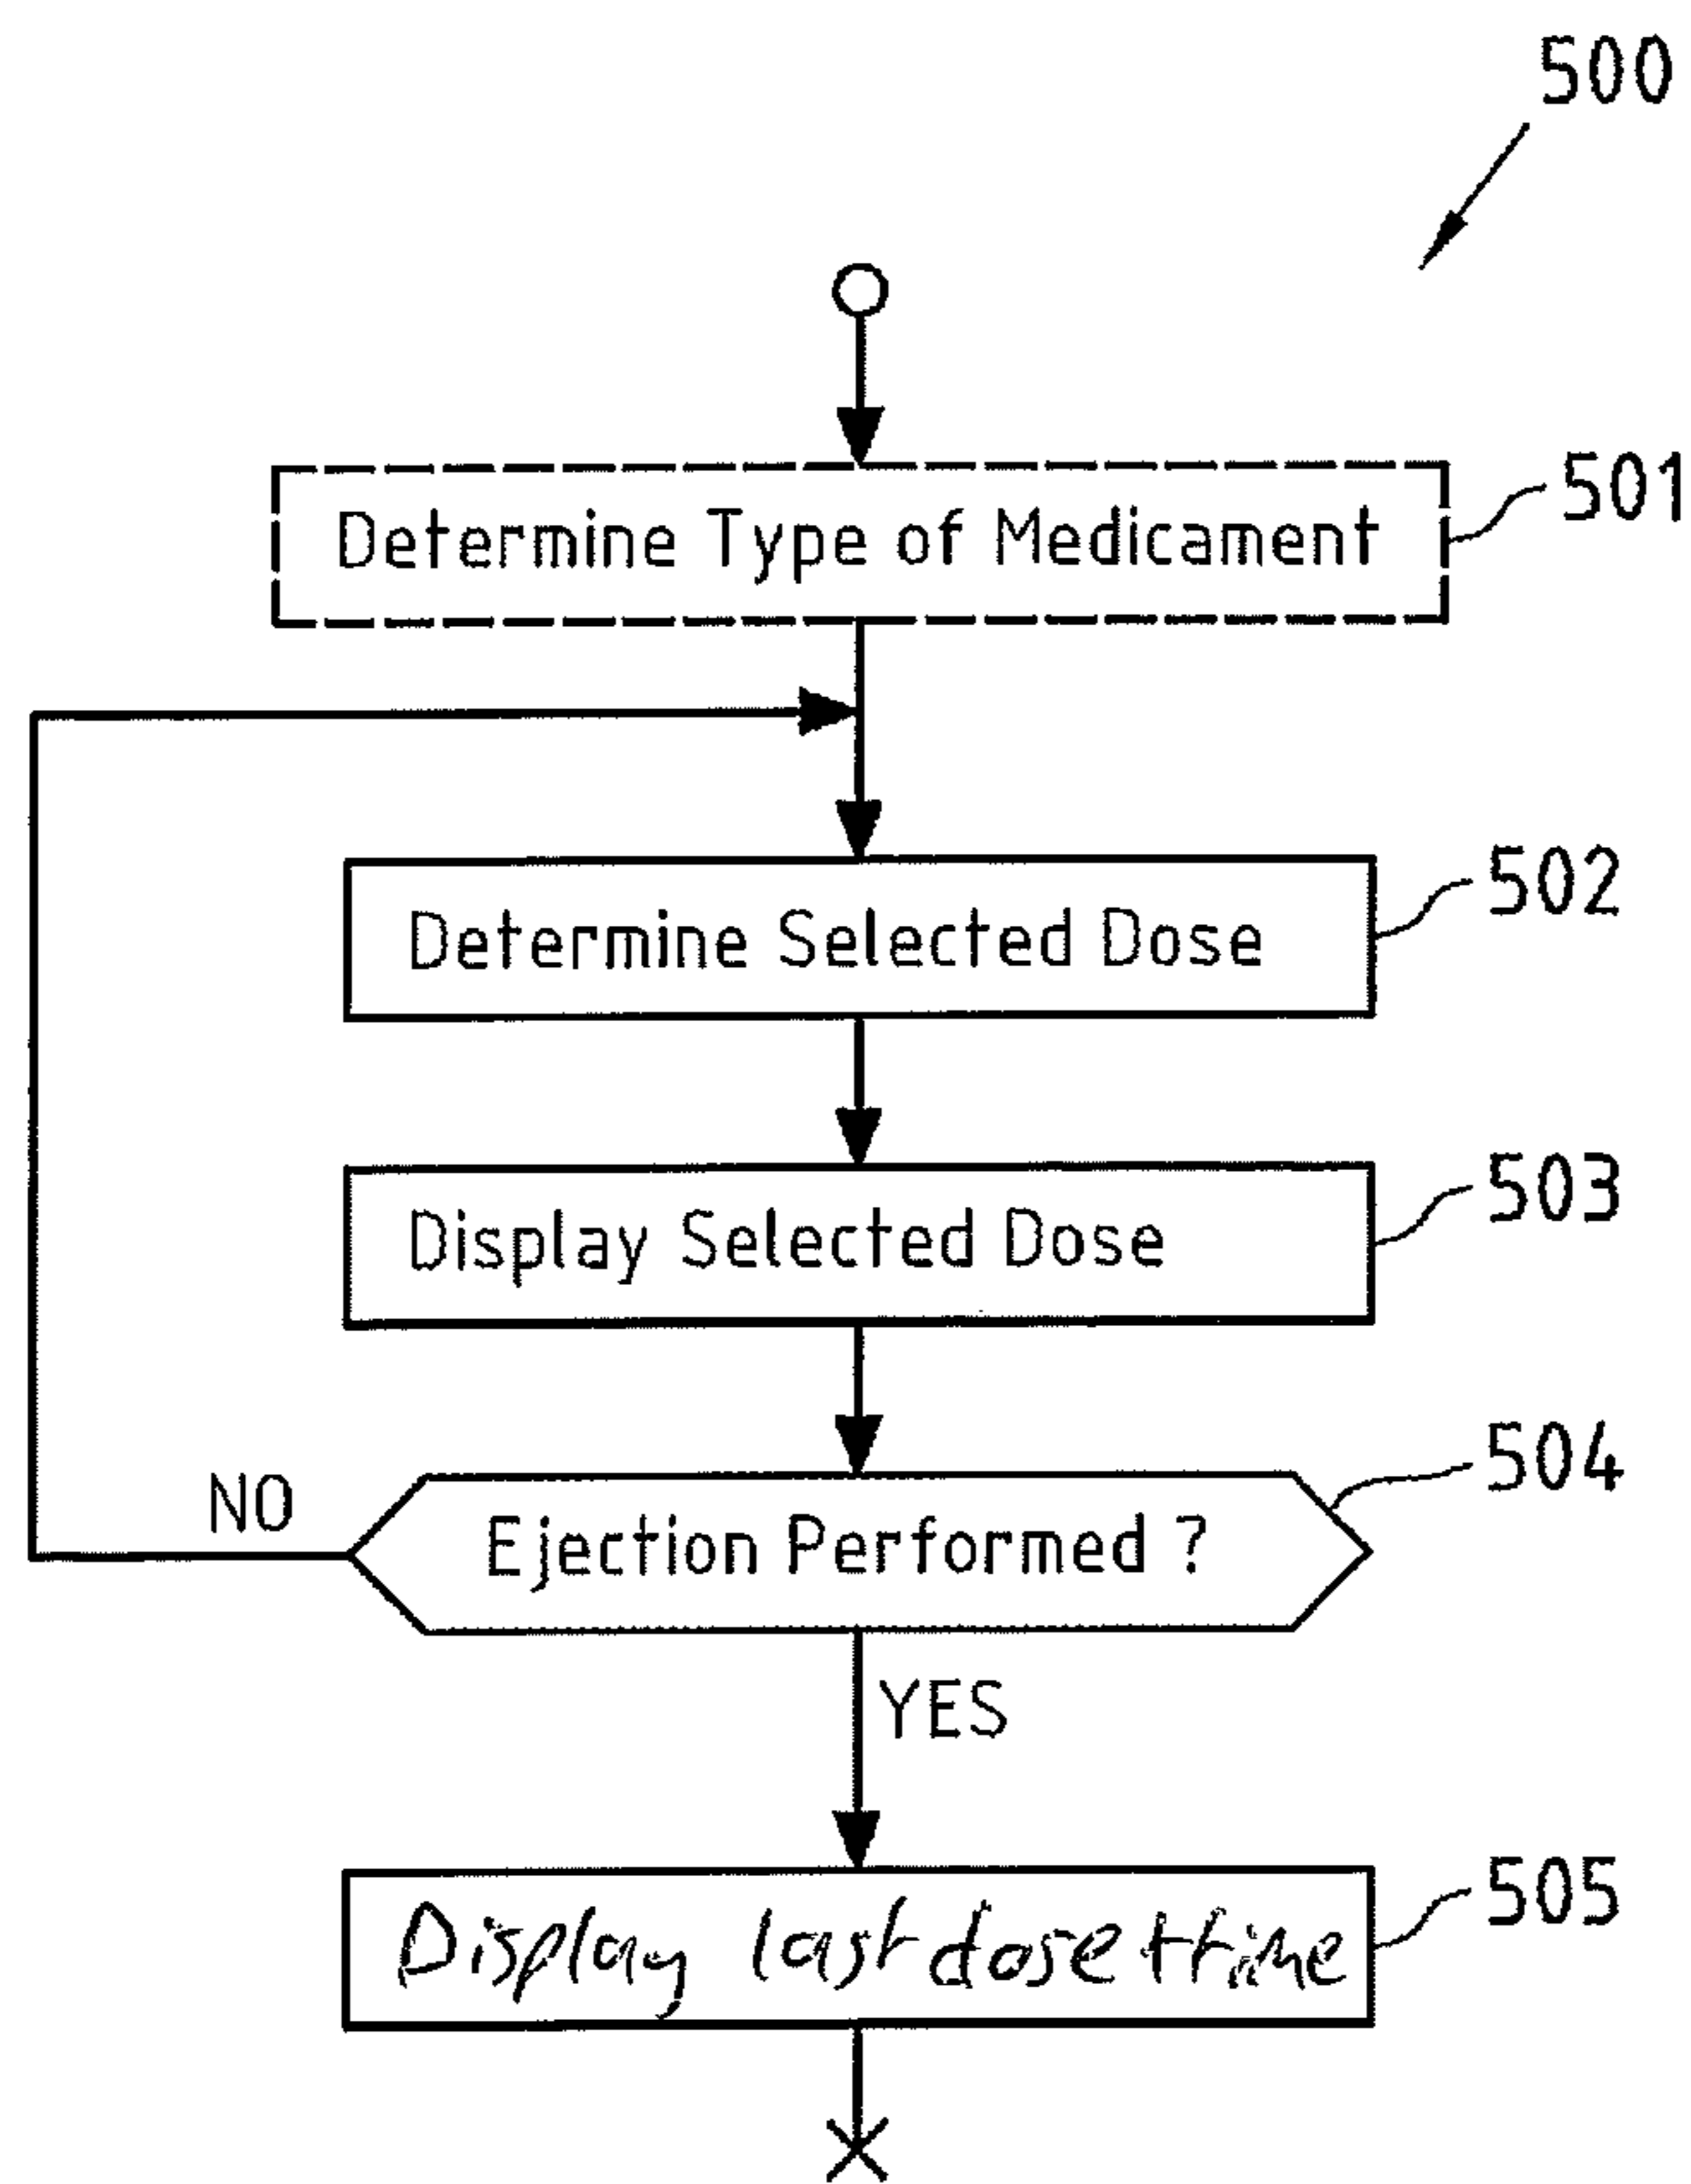 500
Determine Type of Medicament
501
Determine Selected Dose
502
Display Selected Dose
503
504
NO
Ejection Performed ?
YES
505
Display last dose + time